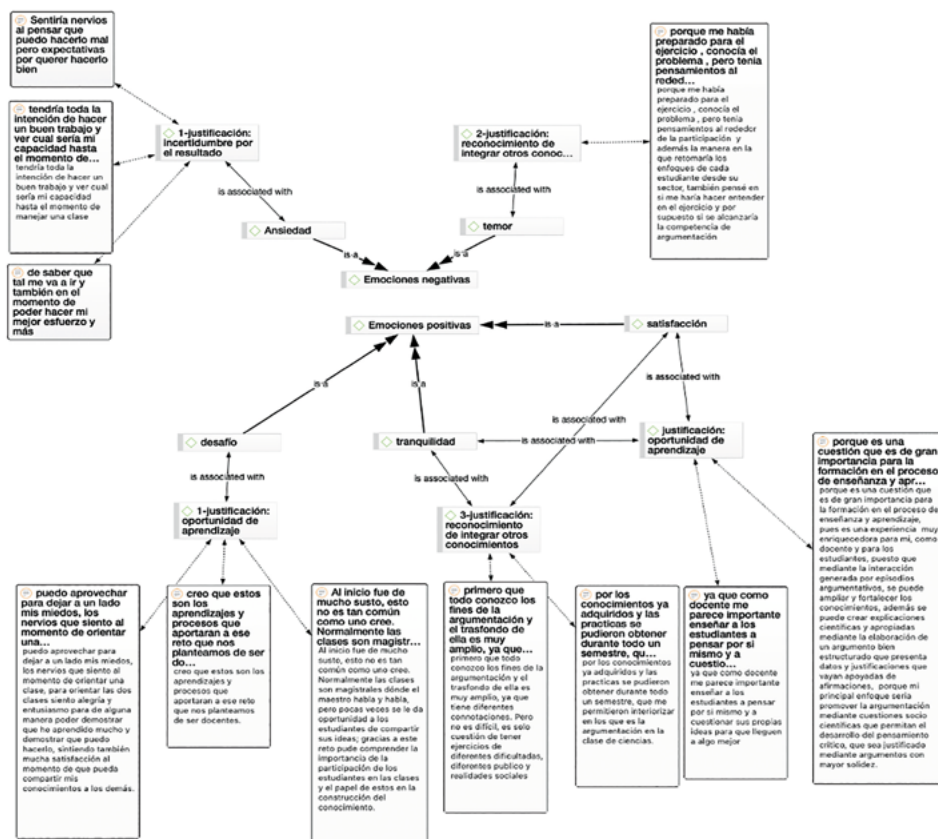 Sentiría nervios
al pensar que
puedo hacerlo mal
pero expectativas
por querer hacerlo
bien
tendría toda la
intención de hacer
un buen trabajo y
ver cual sería mi
capacidad hasta
el momento de...
tendría toda la
intención de hacer un
buen trabajo y ver cual
sería mi capacidad
hasta el momento de
manejar una clase
de saber que
tal me va a ir y
también en el
momento de
poder hacer mi
mejor esfuerzo y
más
1-justificación:
incertidumbre por
el resultado
is associated with
Ansiedad
is a
2-justificación:
reconocimiento de
integrar otros conoc...
is associated with
temor
is a
Emociones negativas
porque me había
preparado para el
ejercicio , conocía el
problema , pero tenia
pensamientos al
reded...
porque me había
preparado para el
ejercicio , conocía el
problema , pero tenia
pensamientos al rededor
de la participación y
además la manera en la
que retomaría los
enfoques de cada
estudiante desde su
sector, también pensé en
si me haría hacer entender
en el ejercicio y por
supuesto si se alcanzaría
la competencia de
argumentación
Emociones positivas
is a
satisfacción
is a
is a
is associated with
is associated with
desafío
tranquilidad
is associated with
justificación:
oportunidad de
aprendizaje
is associated with
is associated with
1-justificación:
oportunidad de
aprendizaje
3-justificación:
reconocimiento
de integrar otros
conocimientos
puedo aprovechar
para dejar a un lado
mis miedos, los
nervios que siento al
momento de orientar
una...
puedo aprovechar para
dejar a un lado mis miedos,
los nervios que siento al
momento de orientar una
clase, para orientar las dos
clases siento alegría y
entusiasmo para de alguna
manera poder demostrar
que he aprendido mucho y
demostrar que puedo
hacerlo, sintiendo también
mucha satisfacción al
momento de que pueda
compartir mis
conocimientos a los demás.
creo que estos
son los
aprendizajes y
procesos que
aportaran a ese
reto que nos
planteamos de
ser do...
creo que estos son los
aprendizajes y
procesos que
aportaran a ese reto
que nos planteamos
de ser docentes.
Al inicio fue de
mucho susto, esto
no es tan común
como uno cree.
Normalmente las
clases son magistr...
Al inicio fue de mucho
susto, esto no es tan
común como uno cree.
Normalmente las clases
son magistrales dónde el
maestro habla y habla,
pero pocas veces se le da
oportunidad a los
estudiantes de compartir
sus ideas; gracias a este
reto pude comprender la
importancia de la
participación de los
estudiantes en las clases
y el papel de estos en la
construcción del
conocimiento.
primero que
todo conozco los
fines de la
argumentación y
el trasfondo de
ella es muy
amplio, ya que...
primero que todo
conozco los fines de la
argumentación y el
trasfondo de ella es
muy amplio, ya que
tiene diferentes
connotaciones. Pero
no es difícil, es solo
cuestión de tener
ejercicios de
diferentes dificultadas,
diferentes publico y
realidades sociales
por los
conocimientos ya
adquiridos y las
practicas se
pudieron obtener
durante todo un
semestre, qu...
por los conocimientos
ya adquiridos y las
practicas se pudieron
obtener durante todo un
semestre, que me
permitieron interiorizar
en los que es la
argumentación en la
clase de ciencias.
ya que como
docente me
parece importante
enseñar a los
estudiantes a
pensar por si
mismo y a
cuestio...
ya que como docente
me parece importante
enseñar a los
estudiantes a pensar
por si mismo y a
cuestionar sus propias
ideas para que lleguen
a algo mejor
porque es una
cuestión que es de gran
importancia para la
formación en el proceso
de enseñanza y apr...
porque es una cuestión que
es de gran importancia para
la formación en el proceso de
enseñanza y aprendizaje,
pues es una experiencia muy
enriquecedora para mi, como
docente y para los
estudiantes, puesto que
mediante la interacción
generada por episodios
argumentativos, se puede
ampliar y fortalecer los
conocimientos, además se
puede crear explicaciones
científicas y apropiadas
mediante la elaboración de
un argumento bien
estructurado que presenta
datos y justificaciones que
vayan apoyadas de
afirmaciones, porque mi
principal enfoque sería
promover la argumentación
mediante cuestiones socio
científicas que permitan el
desarrollo del pensamiento
crítico, que sea justificado
mediante argumentos con
mayor solidez.